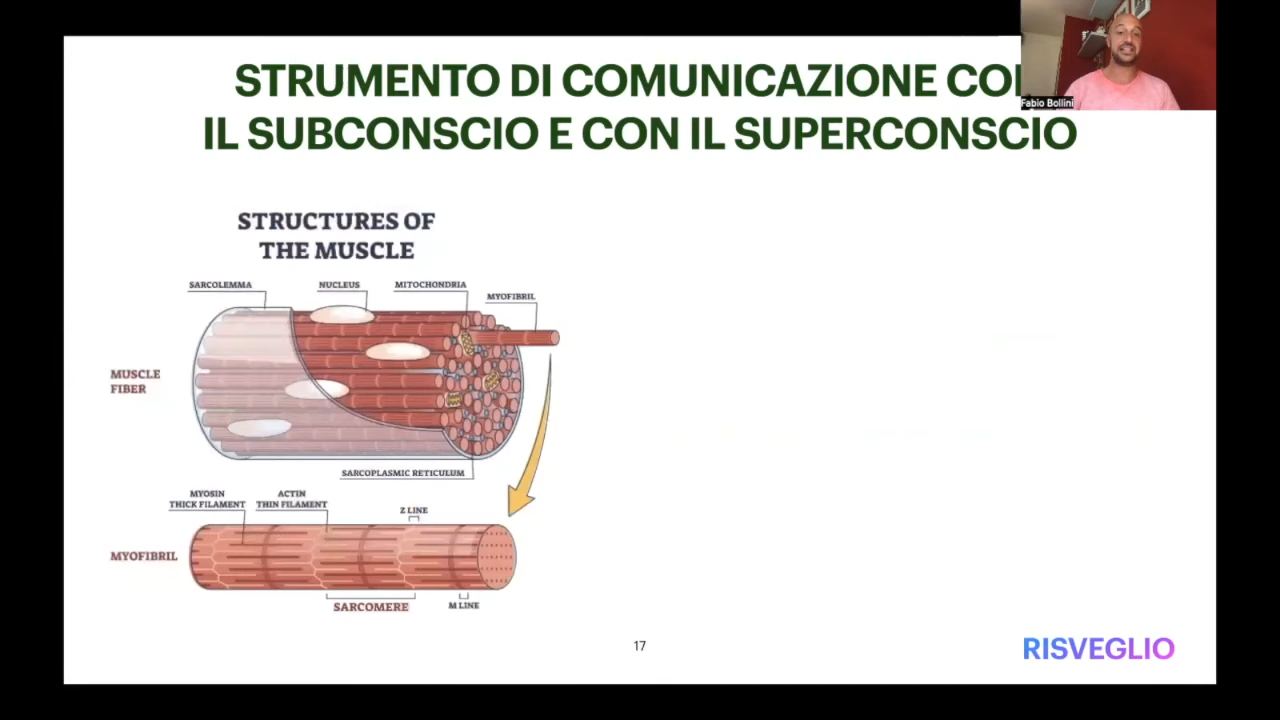 STRUMENTO DI COMUNICAZIONE CON
IL SUBCONSCIO E CON IL SUPERCONSCIO
Fabio Bollini
STRUCTURES OF
THE MUSCLE
SARCOLEMMA
NUCLEUS
MITOCHONDRIA
MYOFIBRIL
MUSCLE
FIBER
SARCOPLASMIC RETICULUM
MYOSIN
THICK FILAMENT
ACTIN
THIN FILAMENT
Z LINE
MYOFIBRIL
SARCOMERE
M LINE
17
RISVEGLIO